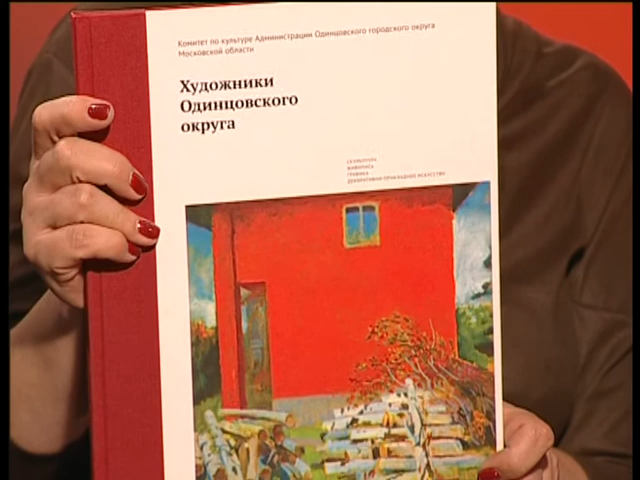 Комитет по культуре Администрации Одинцовского городского округа
Московской области
Художники
Одинцовского
округа
СКУЛЬПТУРА
ЖИВОПИСЬ
ГРАФИКА
ДЕКОРАТИВНО-ПРИКЛАДНОЕ ИСКУССТВО